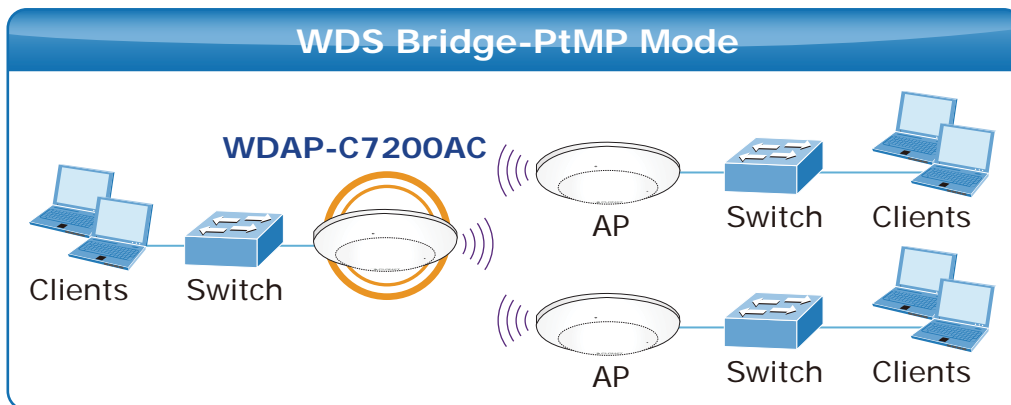 WDS Bridge-PtMP Mode
WDAP-C7200AC
Clients
Switch
AP
Switch
Clients
AP
Switch
Clients